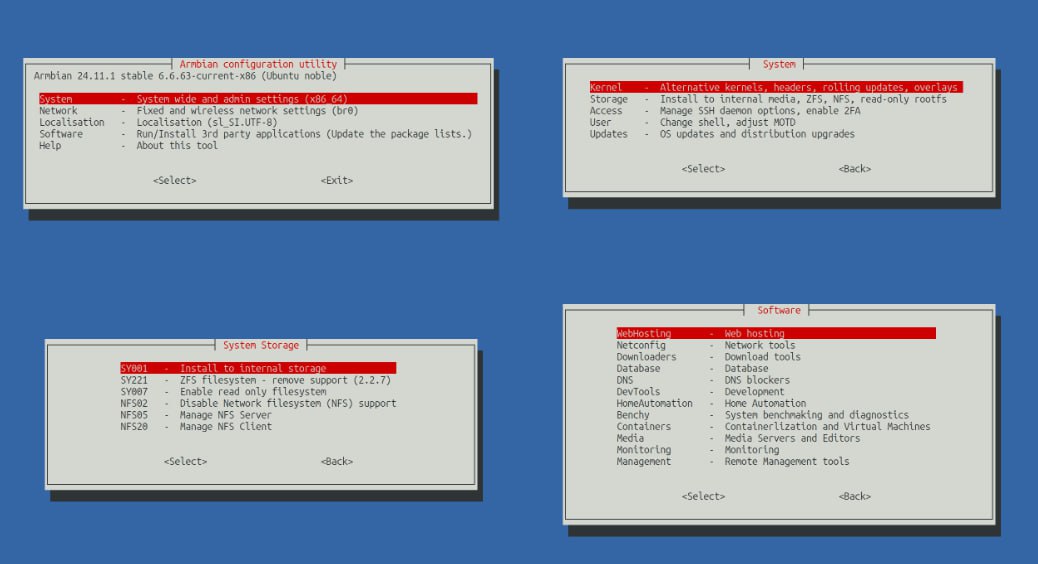 Armbian configuration utility
Armbian 24.11.1 stable 6.6.63-current-x86 (Ubuntu noble)
System - System wide and admin settings (x86_64)
Network - Fixed and wireless network settings (br0)
Localisation - Localisation (sl_SI.UTF-8)
Software - Run/Install 3rd party applications (Update the package lists.)
Help - About this tool
<Select> <Exit>
System
Kernel - Alternative kernels, headers, rolling updates, overlays
Storage - Install to internal media, ZFS, NFS, read-only rootfs
Access - Manage SSH daemon options, enable 2FA
User - Change shell, adjust MOTD
Updates - OS updates and distribution upgrades
<Select> <Back>
System Storage
SY001 - Install to internal storage
SY221 - ZFS filesystem - remove support (2.2.7)
SY007 - Enable read only filesystem
NFS02 - Disable Network filesystem (NFS) support
NFS05 - Manage NFS Server
NFS20 - Manage NFS Client
<Select> <Back>
Software
WebHosting - Web hosting
Netconfig - Network tools
Downloaders - Download tools
Database - Database
DNS - DNS blockers
DevTools - Development
HomeAutomation - Home Automation
Benchy - System benchmaking and diagnostics
Containers - Containerlization and Virtual Machines
Media - Media Servers and Editors
Monitoring - Monitoring
Management - Remote Management tools
<Select> <Back>